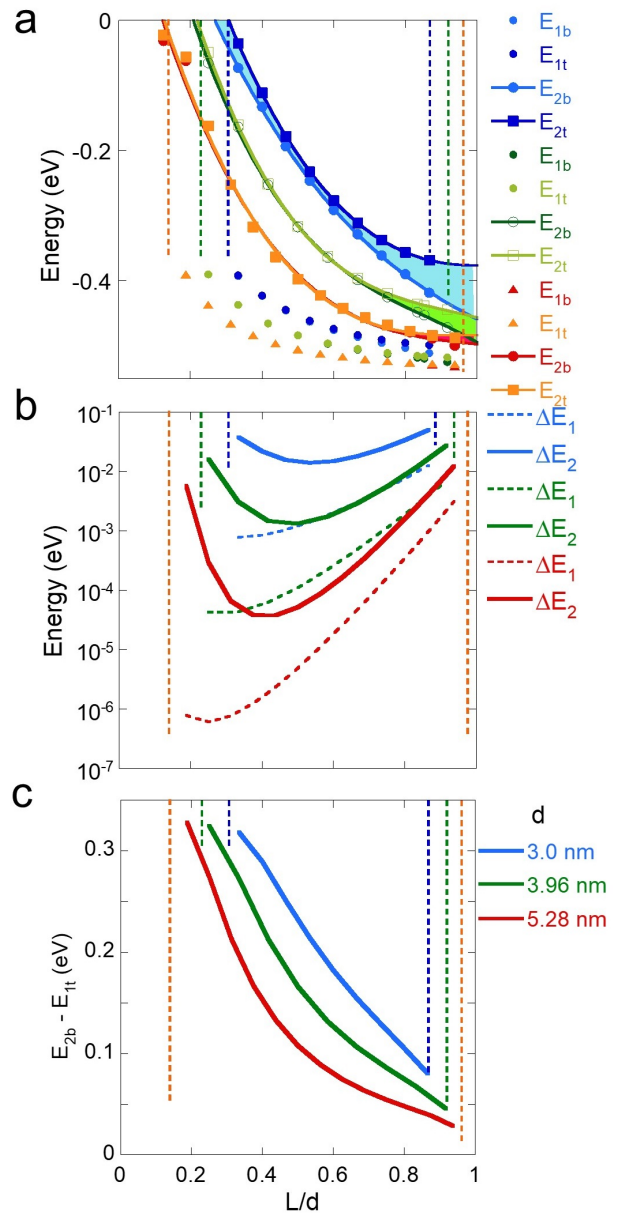 a
0
-0.2
-0.4
Energy (eV)
E1b
E1t
E2b
E2t
E1b
E1t
E2b
E2t
E1b
E1t
E2b
E2t
b
10-1
10-2
10-3
10-4
10-5
10-6
10-7
Energy (eV)
ΔE1
ΔE2
ΔE1
ΔE2
ΔE1
ΔE2
c
0.3
0.2
0.1
0
E2b - E1t (eV)
0 0.2 0.4 0.6 0.8 1
L/d
d
3.0 nm
3.96 nm
5.28 nm